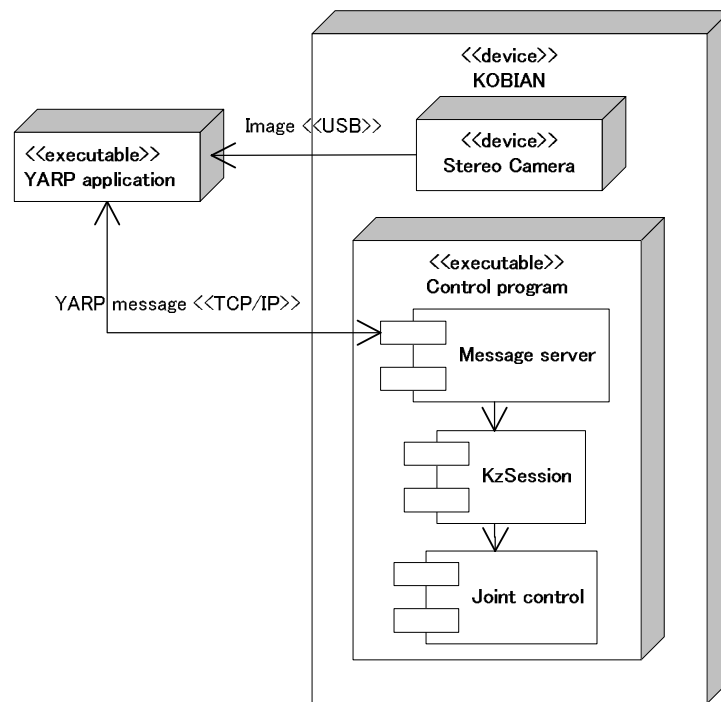 <<device>>
KOBIAN
Image <<USB>>
<<device>>
Stereo Camera
<<executable>>
YARP application
<<executable>>
Control program
YARP message <<TCP/IP>>
Message server
KzSession
Joint control